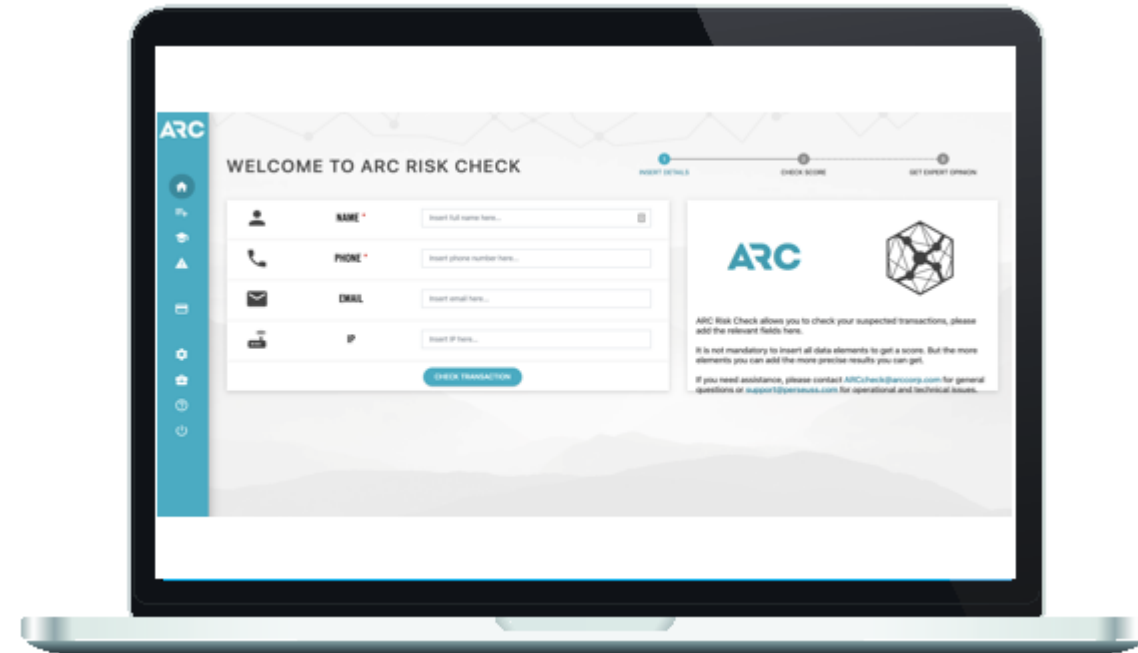 ARC
WELCOME TO ARC RISK CHECK
1
2
3
INSERT DETAILS
CHECK SCORE
GET EXPERT OPINION
NAME *
Insert full name here...
PHONE *
Insert phone number here...
EMAIL
Insert email here...
IP
Insert IP here...
CHECK TRANSACTION
ARC
ARC Risk Check allows you to check your suspected transactions, please
add the relevant fields here.
It is not mandatory to insert all data elements to get a score. But the more
elements you can add the more precise results you can get.
If you need assistance, please contact ARCcheck@arccorp.com for general
questions or support@perseuss.com for operational and technical issues.